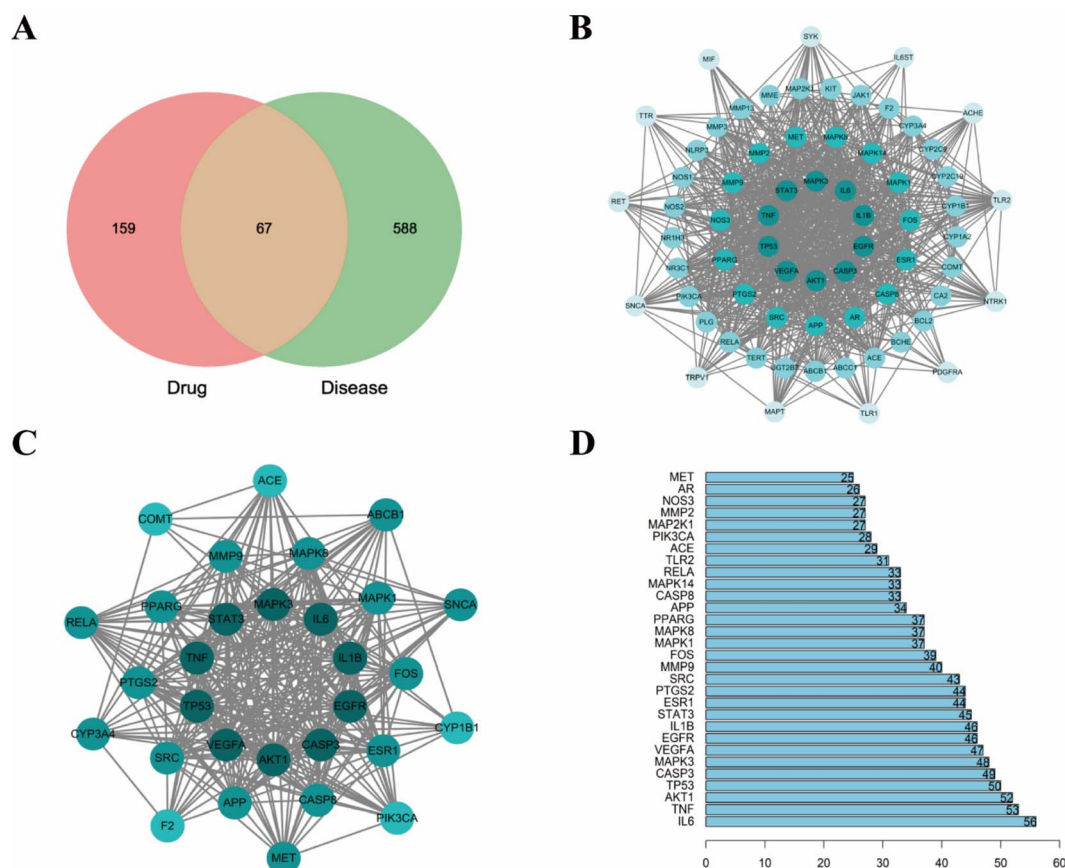 A
159
67
588
Drug
Disease
B
SYK
MIF
IL6ST
MME
MAP2K1
KIT
JAK1
TTR
MMP13
F2
ACHE
MMP3
MET
MAPK8
CYP3A4
NLRP3
MMP2
MAPK14
CYP2C9
NOS1
MMP9
STAT3
MAPK3
IL6
MAPK1
CYP2C19
RET
NOS2
NOS3
TNF
IL1B
FOS
CYP1B1
TLR2
NR1H3
TP53
EGFR
CYP1A2
NR3C1
PPARG
VEGFA
AKT1
CASP3
ESR1
COMT
SNCA
PIK3CA
PTGS2
CASP8
CA2
NTRK1
PLG
SRC
APP
AR
BCL2
RELA
BCHE
TERT
UGT2B7
ABCB1
ABCC1
ACE
TRPV1
PDGFRA
MAPT
TLR1
C
ACE
COMT
ABCB1
MMP9
MAPK8
PPARG
MAPK3
MAPK1
SNCA
RELA
STAT3
IL6
TNF
IL1B
PTGS2
FOS
TP53
EGFR
CYP3A4
CYP1B1
VEGFA
CASP3
SRC
AKT1
ESR1
APP
CASP8
F2
PIK3CA
MET
D
MET 25
AR 26
NOS3 27
MMP2 27
MAP2K1 27
PIK3CA 28
ACE 29
TLR2 31
RELA 33
MAPK14 33
CASP8 33
APP 34
PPARG 37
MAPK8 37
MAPK1 37
FOS 39
MMP9 40
SRC 43
PTGS2 44
ESR1 44
STAT3 45
IL1B 46
EGFR 46
VEGFA 47
MAPK3 48
CASP3 49
TP53 50
AKT1 52
TNF 53
IL6 56
0 10 20 30 40 50 60